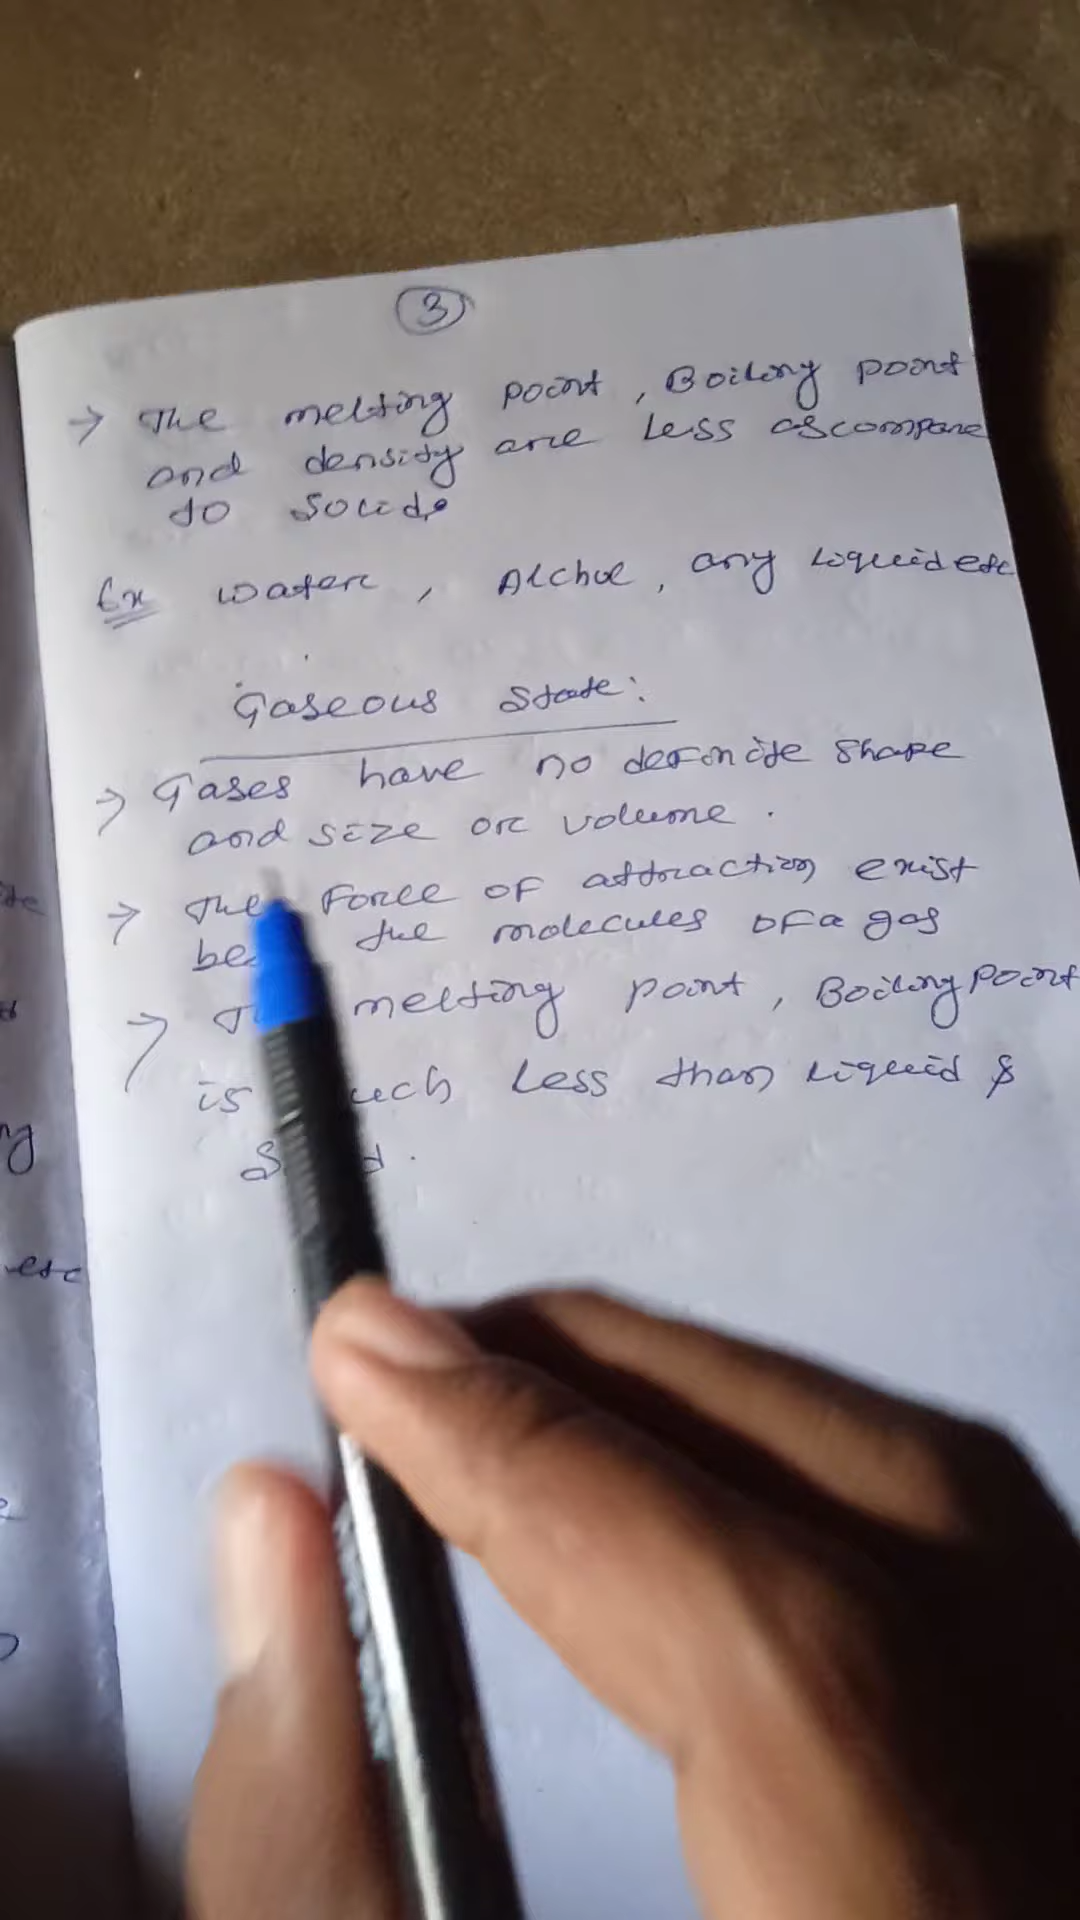 3
→ The melting point, Boiling point
and density are less as compare
to solid.
Ex Water, Alchol, any liquid etc
Gaseous State:
→ Gases have no definite shape
and size or volume.
→ The Force of attraction exist
the molecules of a gas
→ melting point, Boiling Point
is less than liquid &
etc